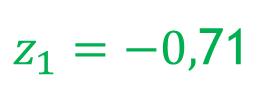 z₁ = −0,71